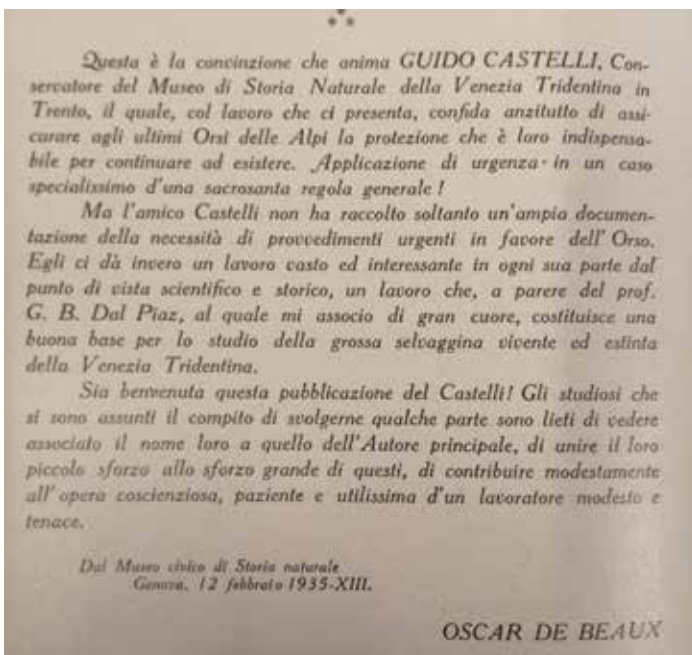 Questa è la convinzione che anima GUIDO CASTELLI, Con-
servatore del Museo di Storia Naturale della Venezia Tridentina in
Trento, il quale, col lavoro che ci presenta, confida anzitutto di assi-
curare agli ultimi Orsi delle Alpi la protezione che è loro indispensa-
bile per continuare ad esistere. Applicazione di urgenza in un caso
specialissimo d'una sacrosanta regola generale!
Ma l'amico Castelli non ha raccolto soltanto un'ampia documen-
tazione della necessità di provvedimenti urgenti in favore dell'Orso.
Egli ci dà invero un lavoro vasto ed interessante in ogni sua parte dal
punto di vista scientifico e storico, un lavoro che, a parere del prof.
G. B. Dal Piaz, al quale mi associo di gran cuore, costituisce una
buona base per lo studio della grossa selvaggina vivente ed estinta
della Venezia Tridentina.
Sia benvenuta questa pubblicazione del Castelli! Gli studiosi che
si sono assunti il compito di svolgerne qualche parte sono lieti di vedere
associato il nome loro a quello dell'Autore principale, di unire il loro
piccolo sforzo allo sforzo grande di questi, di contribuire modestamente
all'opera coscienziosa, paziente e utilissima d'un lavoratore modesto e
tenace.
Dal Museo civico di Storia naturale
Genova, 12 febbraio 1935-XIII.
OSCAR DE BEAUX